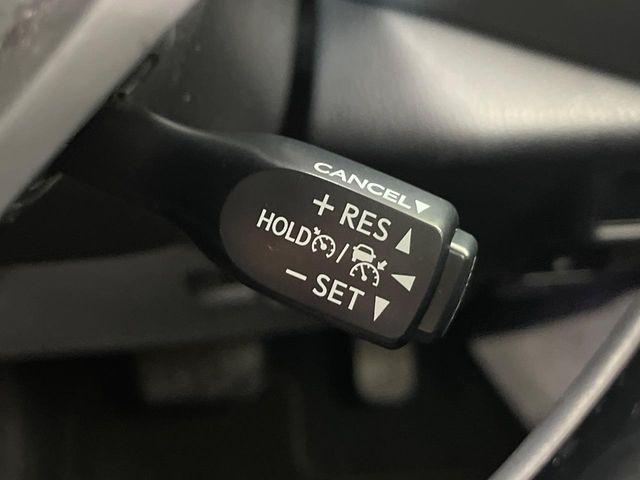 CANCEL▼
+ RES ▲
HOLD /
− SET ▼